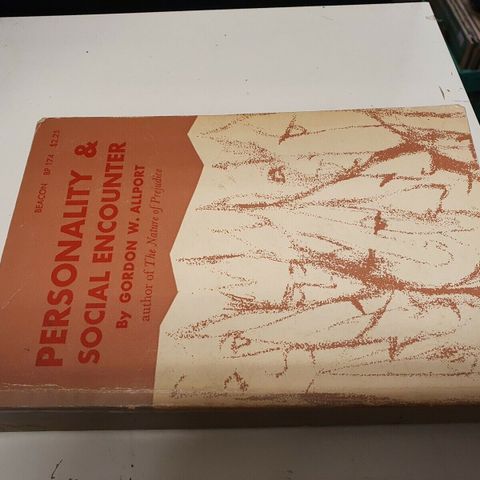 BEACON BP 174 $2.25
PERSONALITY &
SOCIAL ENCOUNTER
By GORDON W. ALLPORT
author of The Nature of Prejudice